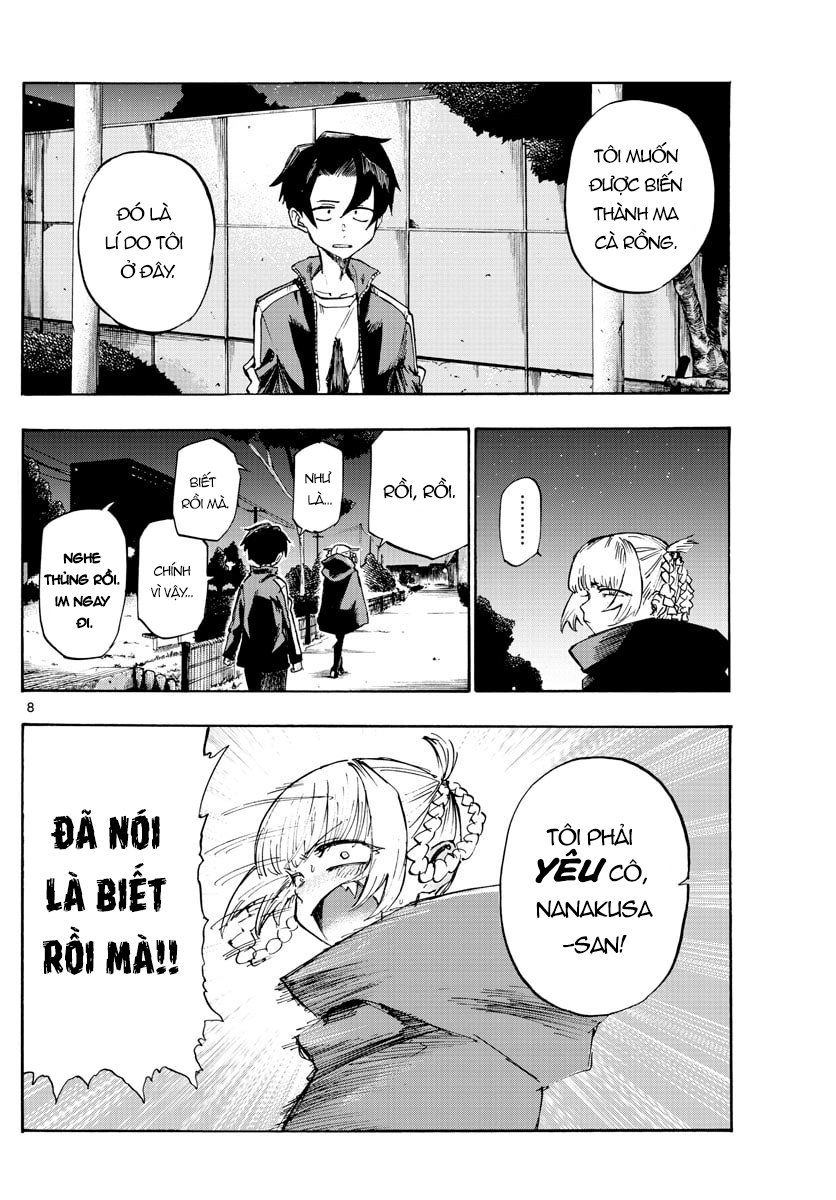 TÔI MUỐN
ĐƯỢC BIẾN
THÀNH MA
CÀ RỒNG.
ĐÓ LÀ
LÍ DO TÔI
Ở ĐÂY.
.........
RỒI, RỒI.
NHƯ
LÀ...
BIẾT
RỒI MÀ.
CHÍNH
VÌ VẬY...
NGHE
THỦNG RỒI.
IM NGAY
ĐI.
8
TÔI PHẢI
YÊU CÔ,
NANAKUSA
-SAN!
ĐÃ NÓI
LÀ BIẾT
RỒI MÀ!!